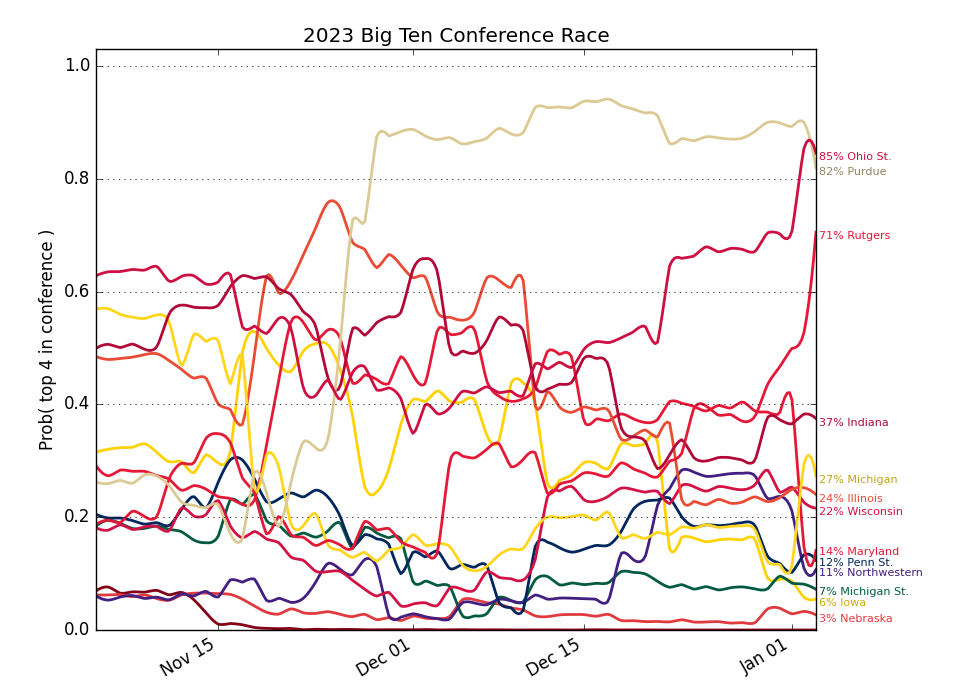 2023 Big Ten Conference Race
Prob( top 4 in conference )
1.0
0.8
0.6
0.4
0.2
0.0
Nov 15
Dec 01
Dec 15
Jan 01
85% Ohio St.
82% Purdue
71% Rutgers
37% Indiana
27% Michigan
24% Illinois
22% Wisconsin
14% Maryland
12% Penn St.
11% Northwestern
7% Michigan St.
6% Iowa
3% Nebraska